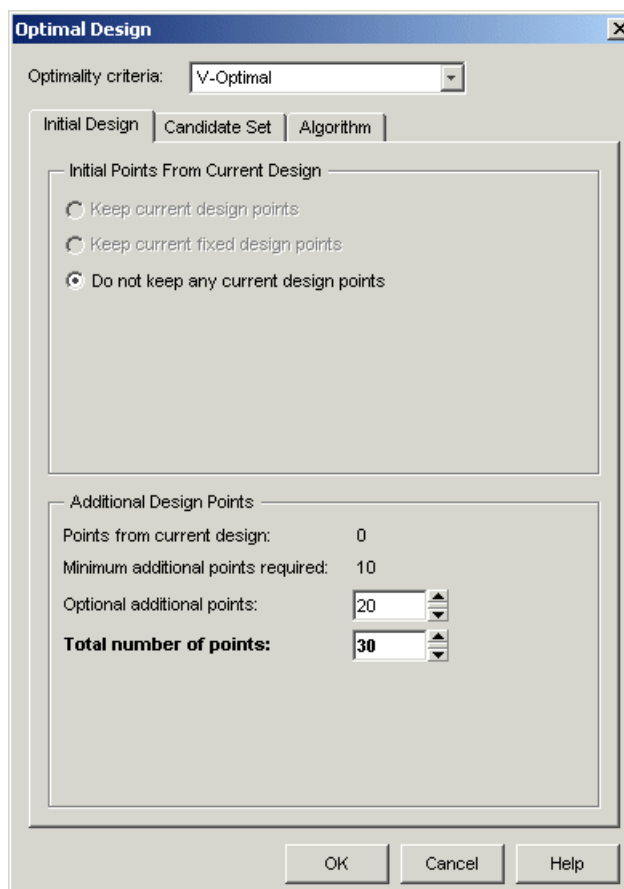 Optimal Design
Optimality criteria: V-Optimal
Initial Design Candidate Set Algorithm
Initial Points From Current Design
Keep current design points
Keep current fixed design points
Do not keep any current design points
Additional Design Points
Points from current design: 0
Minimum additional points required: 10
Optional additional points: 20
Total number of points: 30
OK Cancel Help